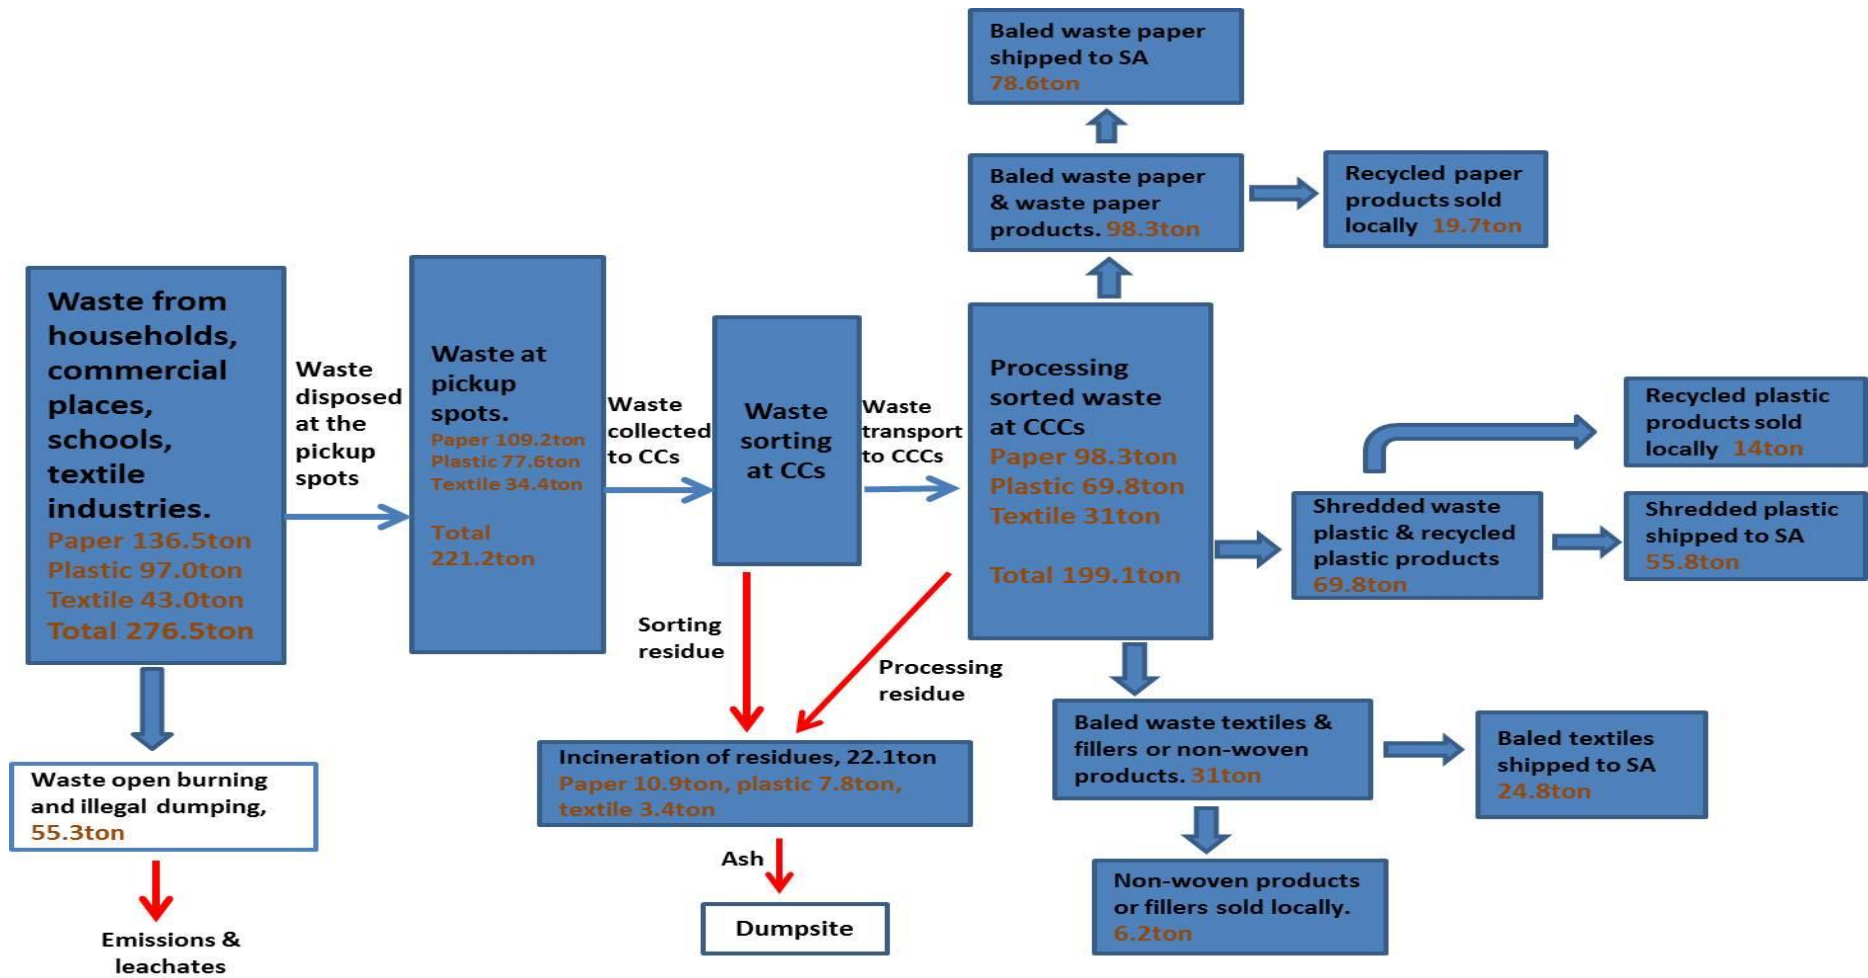 Baled waste paper
shipped to SA
78.6ton
Baled waste paper
& waste paper
products. 98.3ton
Recycled paper
products sold
locally 19.7ton
Waste from
households,
commercial
places,
schools,
textile
industries.
Paper 136.5ton
Plastic 97.0ton
Textile 43.0ton
Total 276.5ton
Waste
disposed
at the
pickup
spots
Waste at
pickup
spots.
Paper 109.2ton
Plastic 77.6ton
Textile 34.4ton
Total
221.2ton
Waste
collected
to CCs
Waste
sorting
at CCs
Waste
transport
to CCCs
Processing
sorted waste
at CCCs
Paper 98.3ton
Plastic 69.8ton
Textile 31ton
Total 199.1ton
Recycled plastic
products sold
locally 14ton
Shredded waste
plastic & recycled
plastic products
69.8ton
Shredded plastic
shipped to SA
55.8ton
Sorting
residue
Processing
residue
Waste open burning
and illegal dumping,
55.3ton
Emissions &
leachates
Incineration of residues, 22.1ton
Paper 10.9ton, plastic 7.8ton,
textile 3.4ton
Ash
Dumpsite
Baled waste textiles &
fillers or non-woven
products. 31ton
Baled textiles
shipped to SA
24.8ton
Non-woven products
or fillers sold locally.
6.2ton